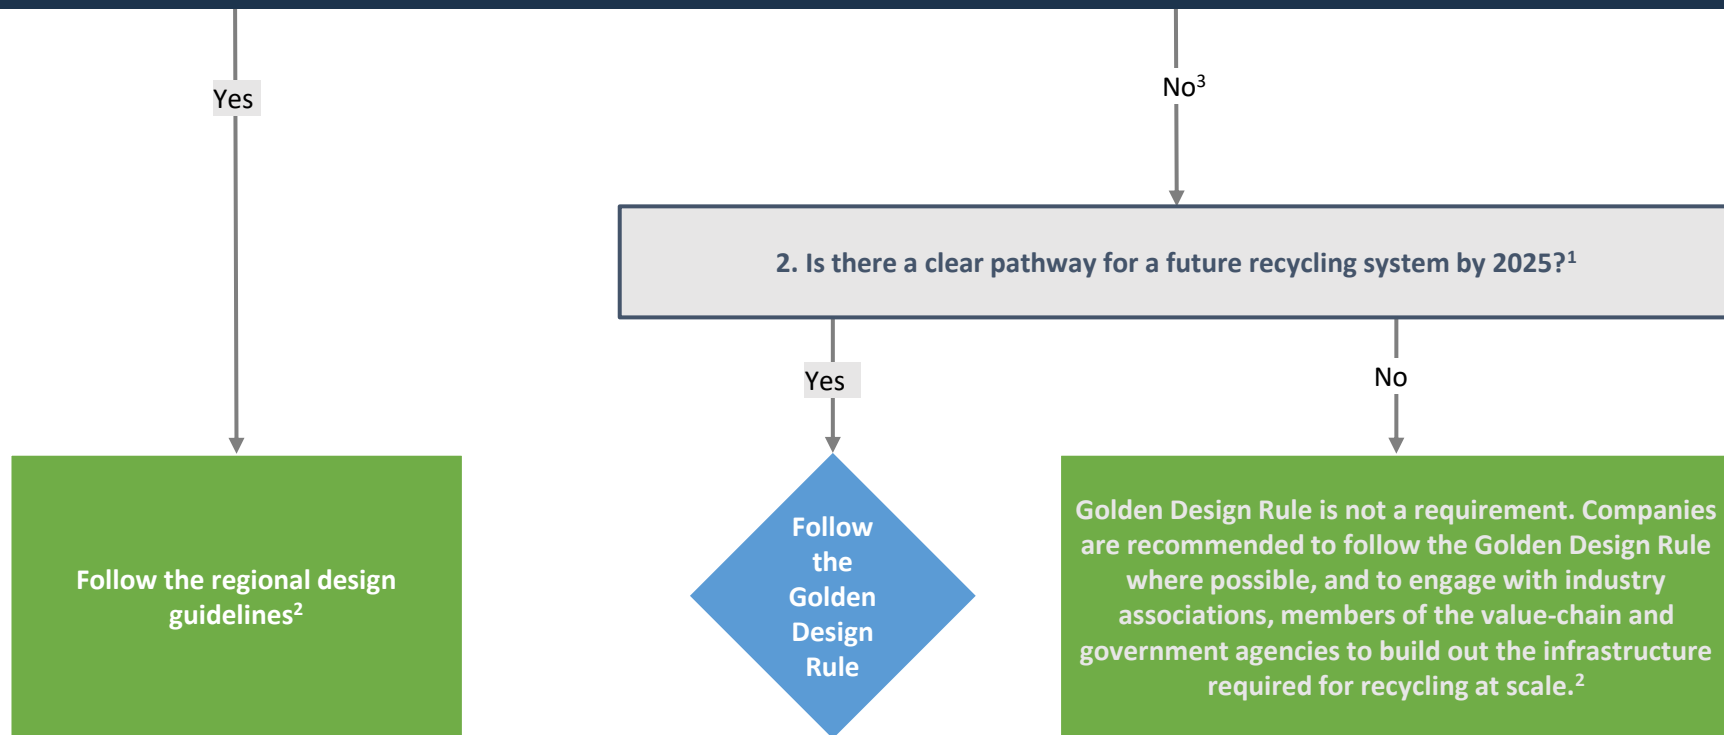 Yes
No³
2. Is there a clear pathway for a future recycling system by 2025?¹
Yes
No
Follow the regional design
guidelines²
Follow
the
Golden
Design
Rule
Golden Design Rule is not a requirement. Companies
are recommended to follow the Golden Design Rule
where possible, and to engage with industry
associations, members of the value-chain and
government agencies to build out the infrastructure
required for recycling at scale.²